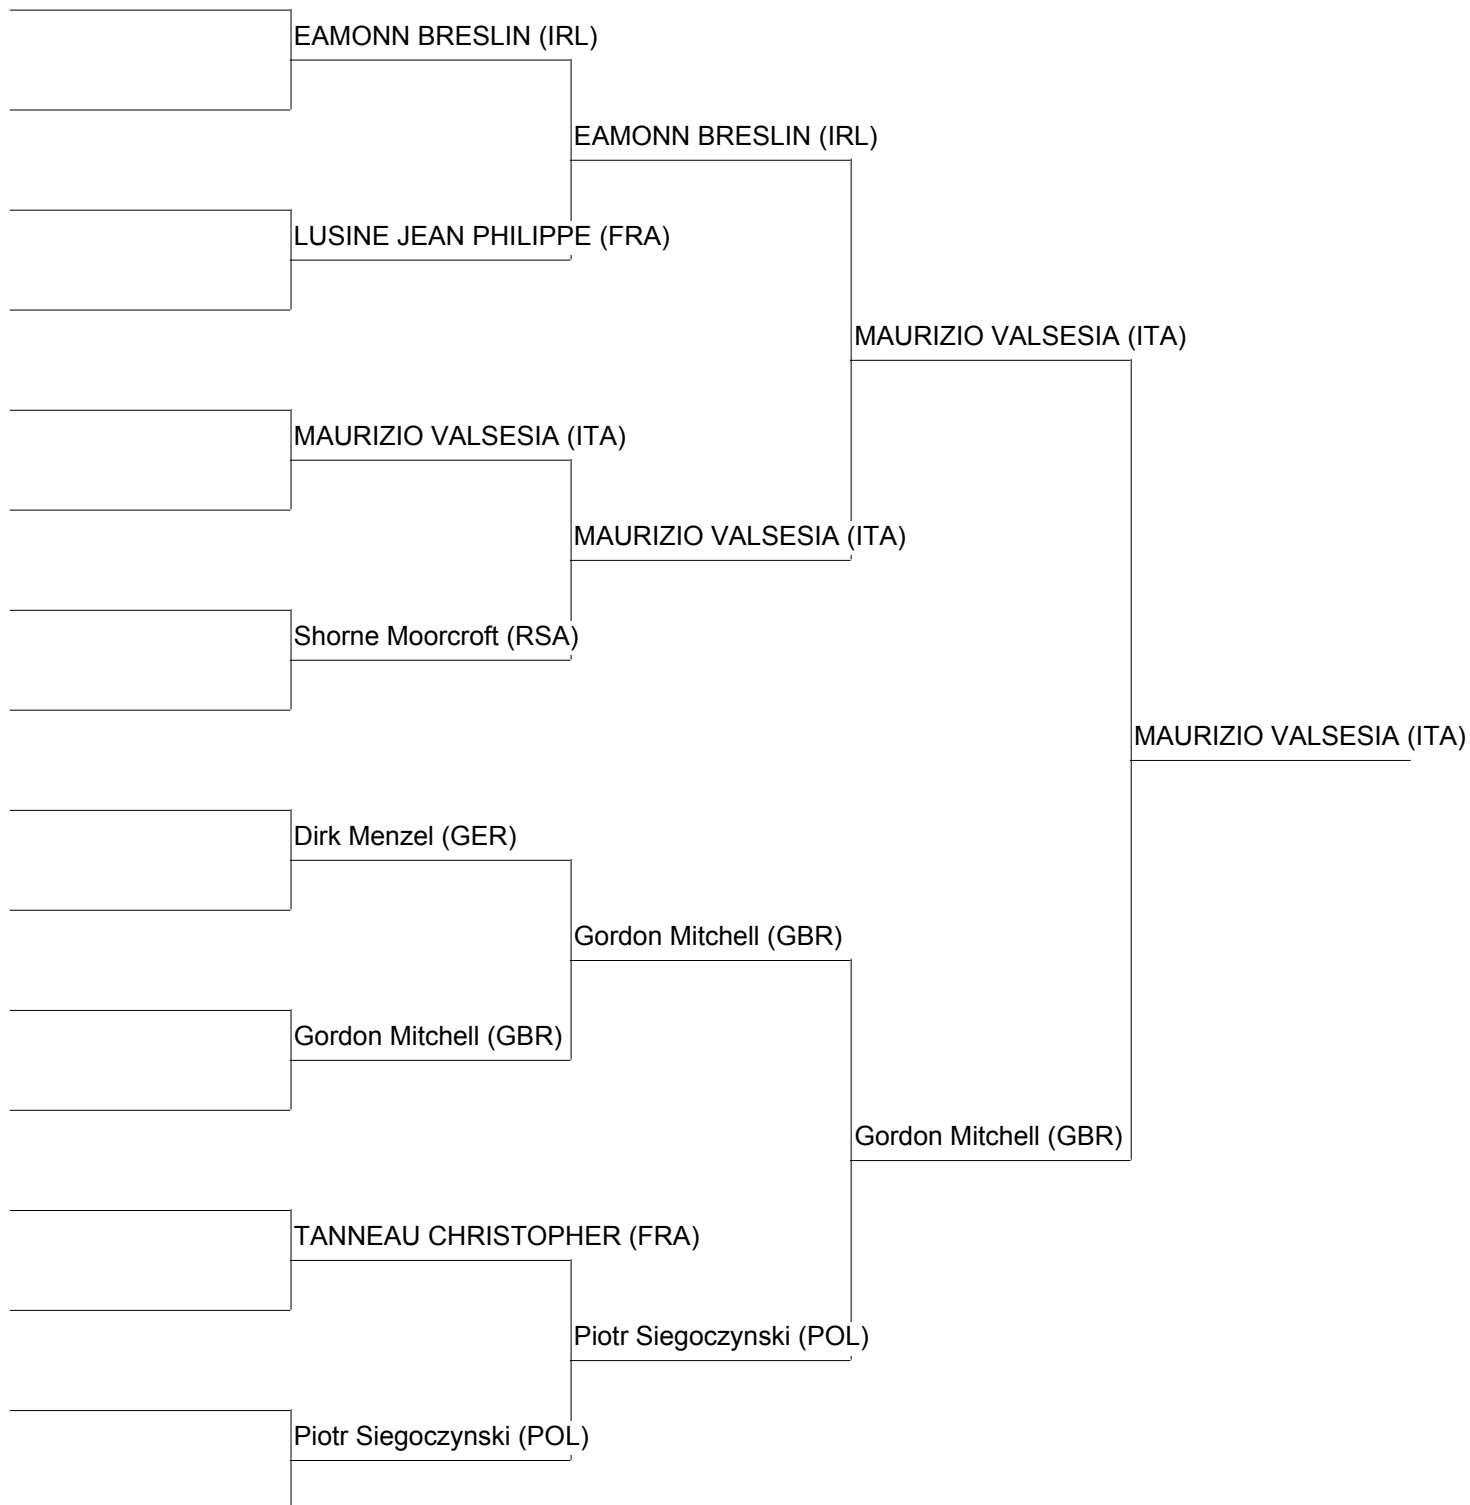 EAMONN BRESLIN (IRL)
EAMONN BRESLIN (IRL)
LUSINE JEAN PHILIPPE (FRA)
MAURIZIO VALSESIA (ITA)
MAURIZIO VALSESIA (ITA)
MAURIZIO VALSESIA (ITA)
Shorne Moorcroft (RSA)
MAURIZIO VALSESIA (ITA)
Dirk Menzel (GER)
Gordon Mitchell (GBR)
Gordon Mitchell (GBR)
Gordon Mitchell (GBR)
TANNEAU CHRISTOPHER (FRA)
Piotr Siegoczynski (POL)
Piotr Siegoczynski (POL)